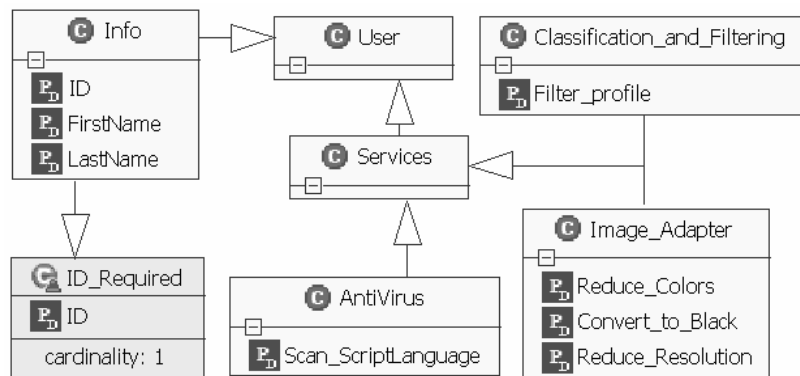 Info
ID
FirstName
LastName
User
Classification_and_Filtering
Filter_profile
Services
ID_Required
ID
cardinality: 1
AntiVirus
Scan_ScriptLanguage
Image_Adapter
Reduce_Colors
Convert_to_Black
Reduce_Resolution